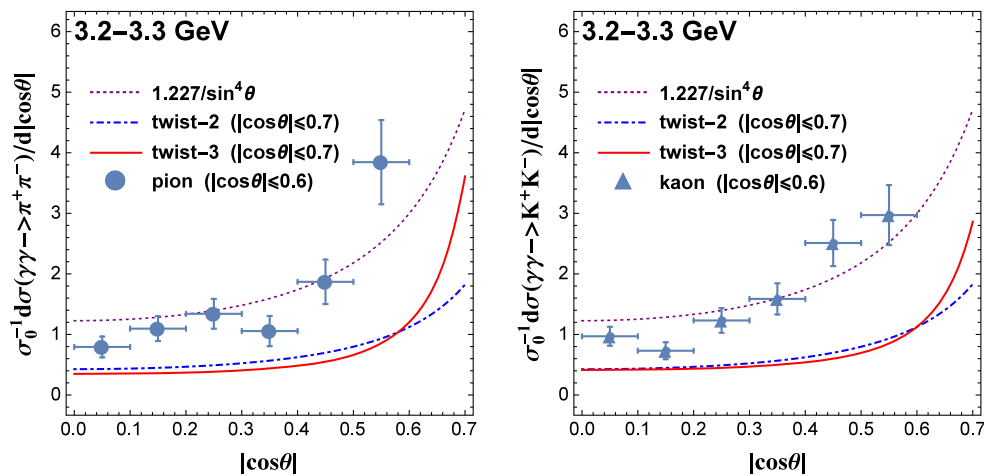 3.2–3.3 GeV
1.227/sin⁴θ
twist-2 (|cosθ|⩽0.7)
twist-3 (|cosθ|⩽0.7)
pion (|cosθ|⩽0.6)
σ₀⁻¹dσ(γγ−>π⁺π⁻)/d|cosθ|
6
5
4
3
2
1
0
0.0 0.1 0.2 0.3 0.4 0.5 0.6 0.7
|cosθ|
3.2–3.3 GeV
1.227/sin⁴θ
twist-2 (|cosθ|⩽0.7)
twist-3 (|cosθ|⩽0.7)
kaon (|cosθ|⩽0.6)
σ₀⁻¹dσ(γγ−>K⁺K⁻)/d|cosθ|
6
5
4
3
2
1
0
0.0 0.1 0.2 0.3 0.4 0.5 0.6 0.7
|cosθ|